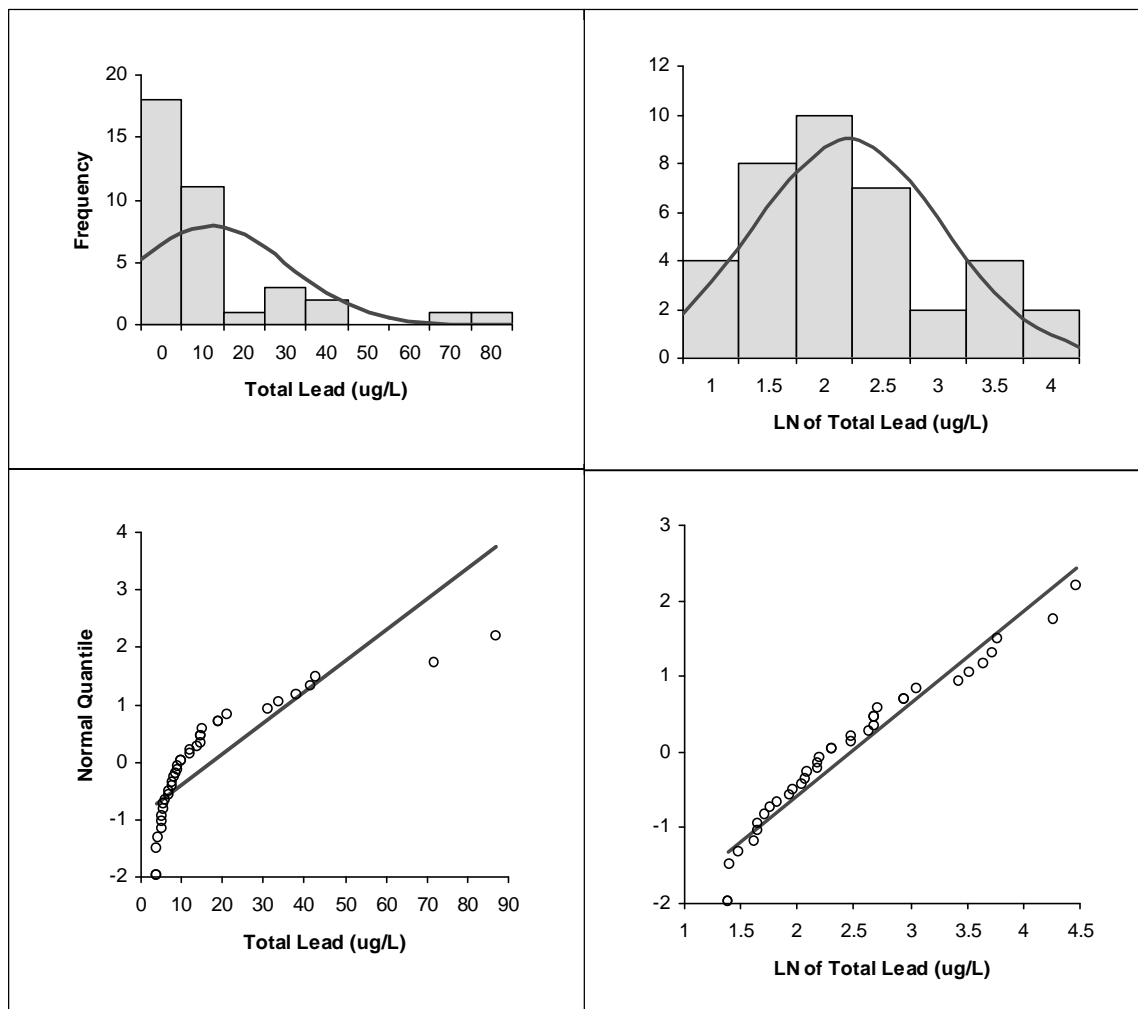 20
15
10
5
0
Frequency
0 10 20 30 40 50 60 70 80
Total Lead (ug/L)
12
10
8
6
4
2
0
1 1.5 2 2.5 3 3.5 4
LN of Total Lead (ug/L)
4
3
2
1
0
-1
-2
Normal Quantile
0 10 20 30 40 50 60 70 80 90
Total Lead (ug/L)
3
2
1
0
-1
-2
1 1.5 2 2.5 3 3.5 4 4.5
LN of Total Lead (ug/L)